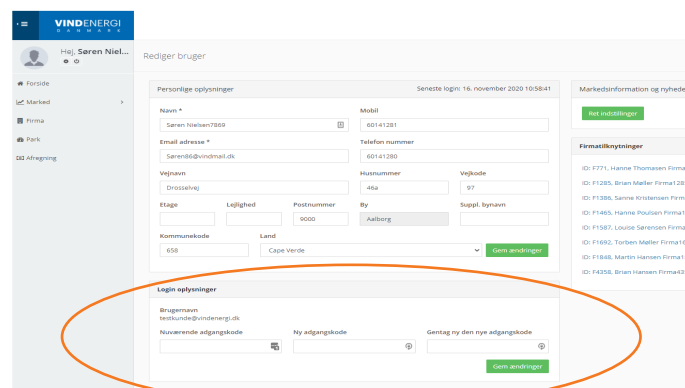 VINDENERGI
DANMARK
Hej, Søren Niel...
Rediger bruger
Forside
Marked
Firma
Park
Afregning
Personlige oplysninger
Seneste login: 16. november 2020 10:58:41
Navn *
Mobil
Søren Nielsen7869
60141281
Email adresse *
Telefon nummer
Søren86@vindmail.dk
60141280
Vejnavn
Husnummer
Vejkode
Drosselvej
46a
97
Etage
Lejlighed
Postnummer
By
Suppl. bynavn
9000
Aalborg
Kommunekode
Land
658
Cape Verde
Gem ændringer
Login oplysninger
Brugernavn
testkunde@vindenergi.dk
Nuværende adgangskode
Ny adgangskode
Gentag ny den nye adgangskode
Gem ændringer
Markedsinformation og nyhede
Ret indstillinger
Firmatilknytninger
ID: F771, Hanne Thomasen Firma
ID: F1285, Brian Møller Firma128
ID: F1386, Sanne Kristensen Firm
ID: F1465, Hanne Poulsen Firma1
ID: F1587, Louise Sørensen Firma
ID: F1692, Torben Møller Firma16
ID: F1848, Martin Hansen Firma1
ID: F4358, Brian Hansen Firma43